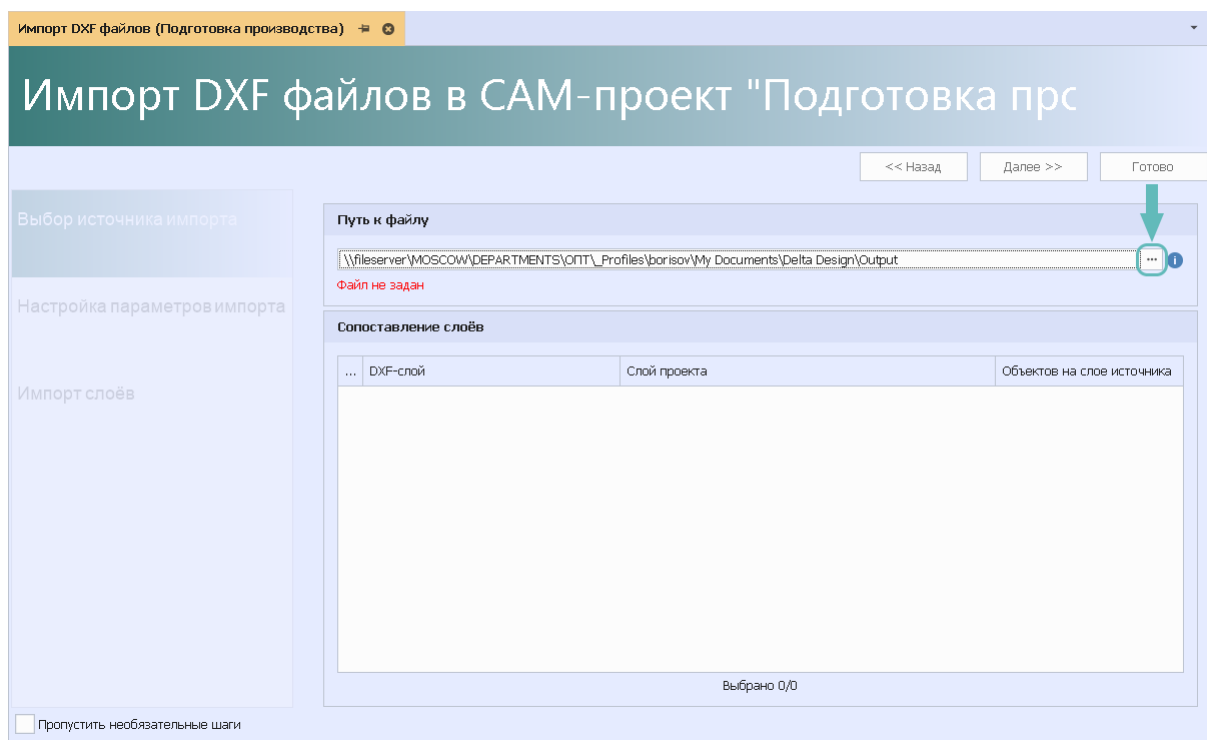 Импорт DXF файлов (Подготовка производства)
Импорт DXF файлов в CAM-проект "Подготовка прс
<< Назад
Далее >>
Готово
Выбор источника импорта
Настройка параметров импорта
Импорт слоёв
Путь к файлу
\\fileserver\MOSCOW\DEPARTMENTS\ОПТ\_Profiles\borisov\My Documents\Delta Design\Output
...
Файл не задан
Сопоставление слоёв
... DXF-слой Слой проекта Объектов на слое источника
Выбрано 0/0
Пропустить необязательные шаги